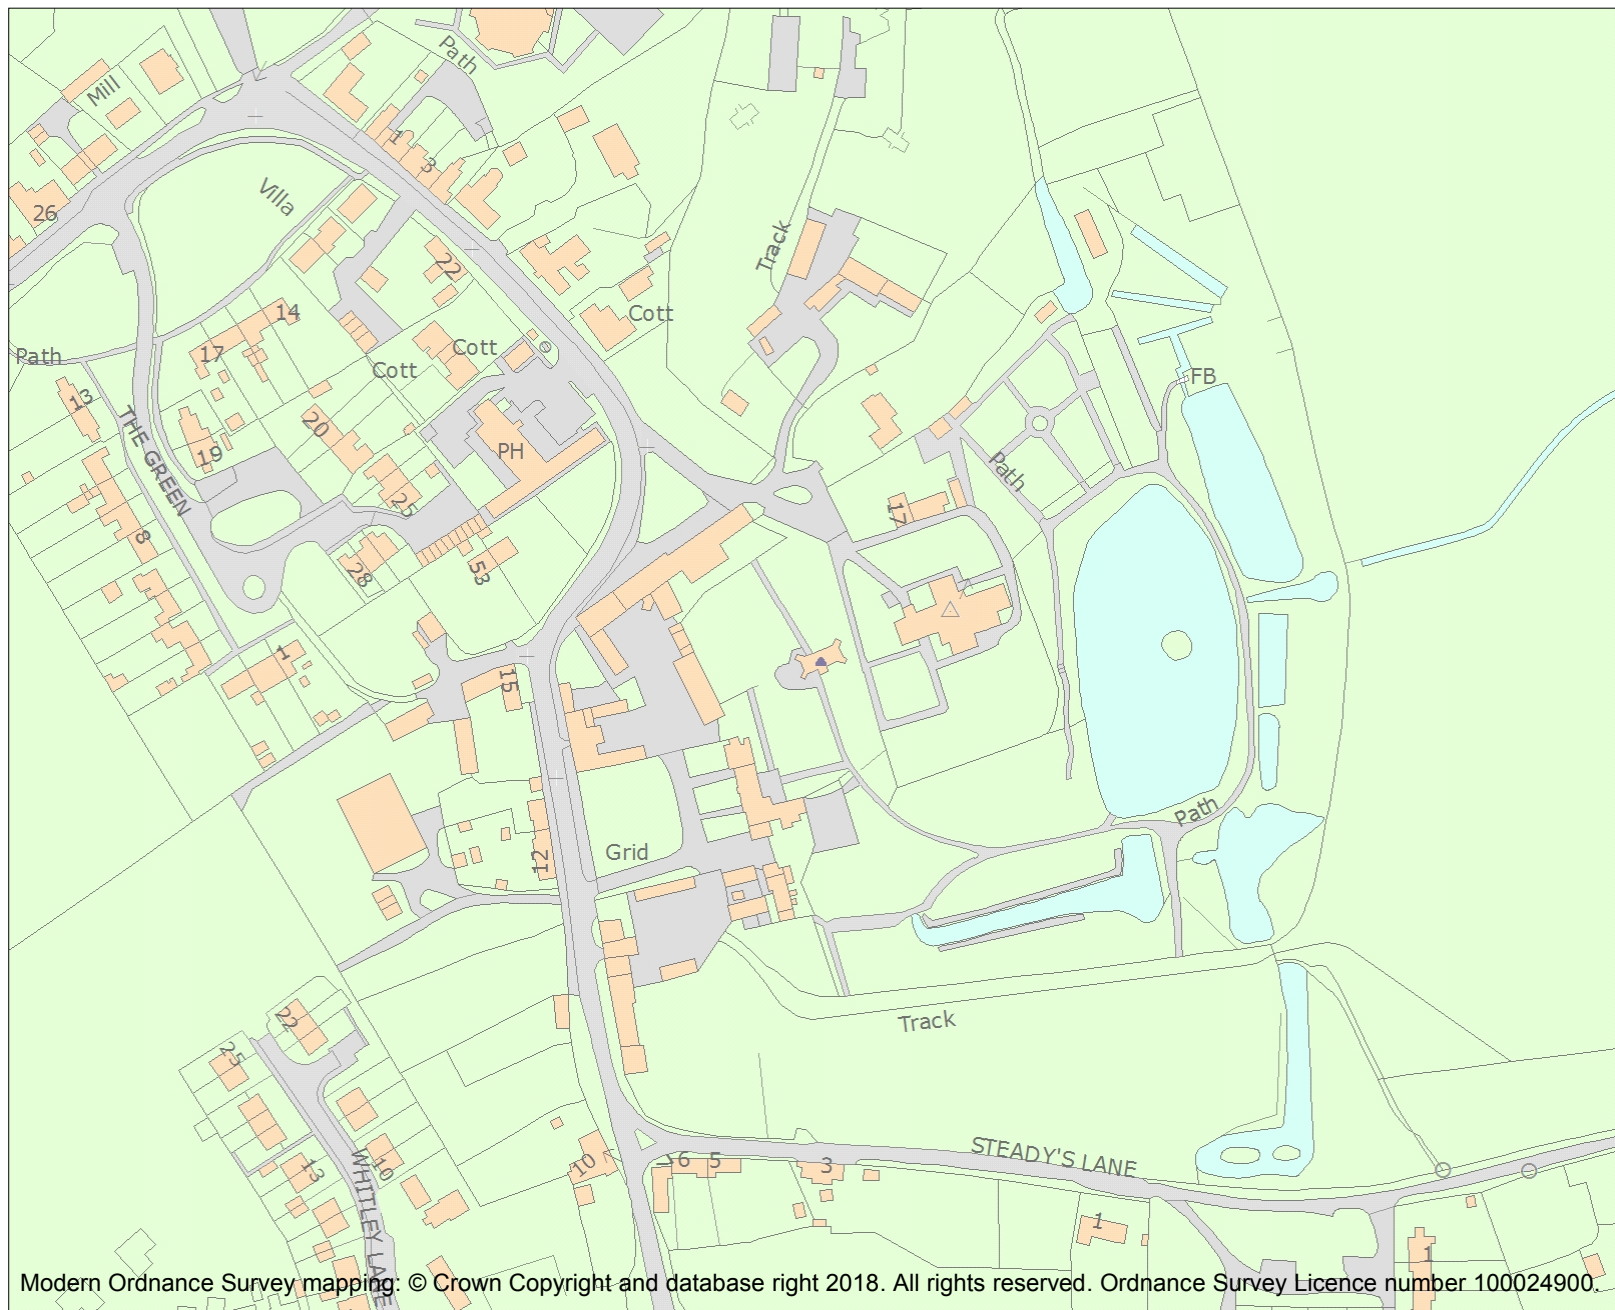 Path
Mill
1
3
26
Villa
22
Track
14
Cott
17
Cott
Cott
Path
FB
13
THE GREEN
20
19
PH
Path
25
17
8
28
53
1
15
Path
Grid
12
Track
22
25
STEADY'S LANE
13
10
10
6
5
3
WHITLEY LANE
1
1
Modern Ordnance Survey mapping: © Crown Copyright and database right 2018. All rights reserved. Ordnance Survey Licence number 100024900.